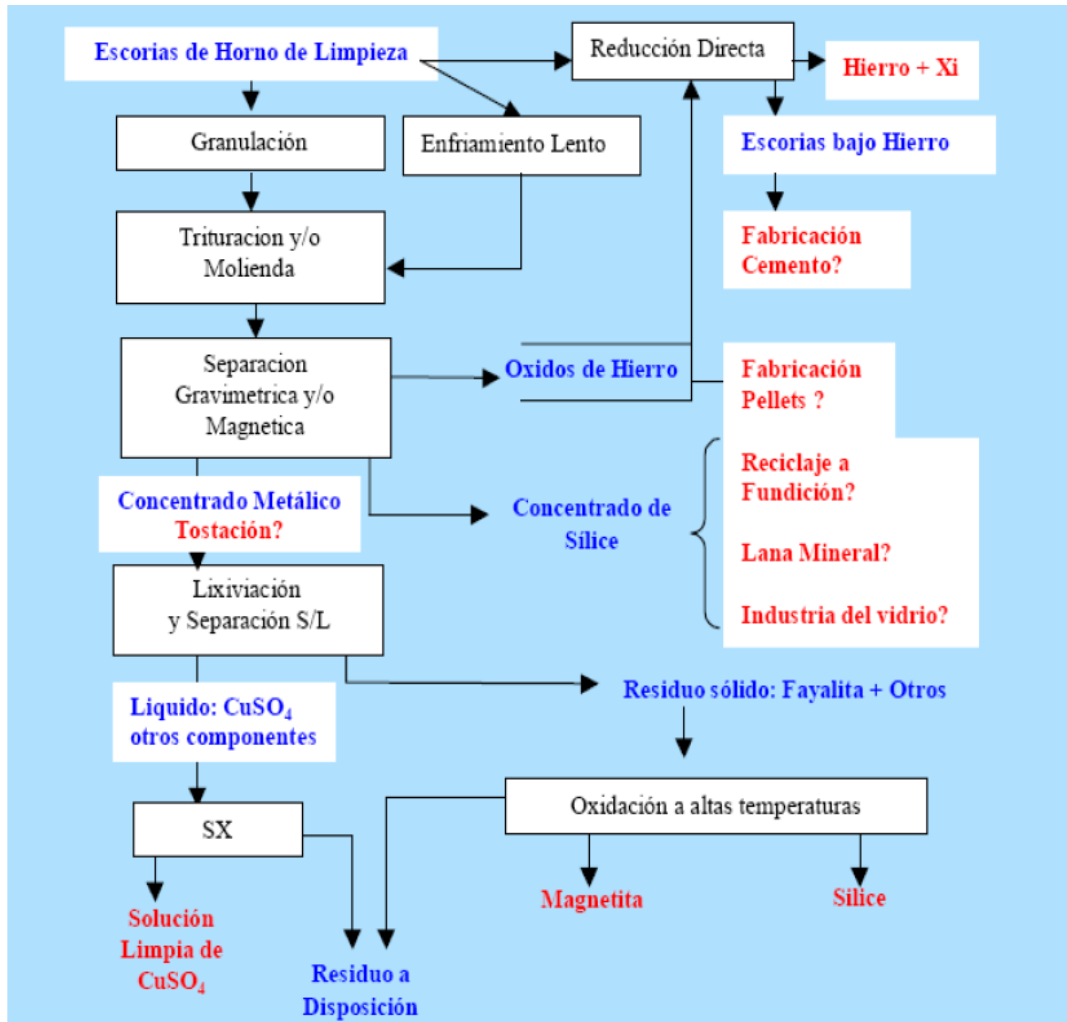 Escorias de Horno de Limpieza
Reducción Directa
Hierro + Xi
Granulación
Enfriamiento Lento
Escorias bajo Hierro
Trituracion y/o
Molienda
Fabricación
Cemento?
Separacion
Gravimetrica y/o
Magnetica
Oxidos de Hierro
Fabricación
Pellets ?
Concentrado Metálico
Tostación?
Concentrado de
Sílice
Reciclaje a
Fundición?
Lana Mineral?
Industria del vidrio?
Lixiviación
y Separación S/L
Liquido: CuSO₄
otros componentes
Residuo sólido: Fayalita + Otros
SX
Oxidación a altas temperaturas
Solución
Limpia de
CuSO₄
Residuo a
Disposición
Magnetita
Silice